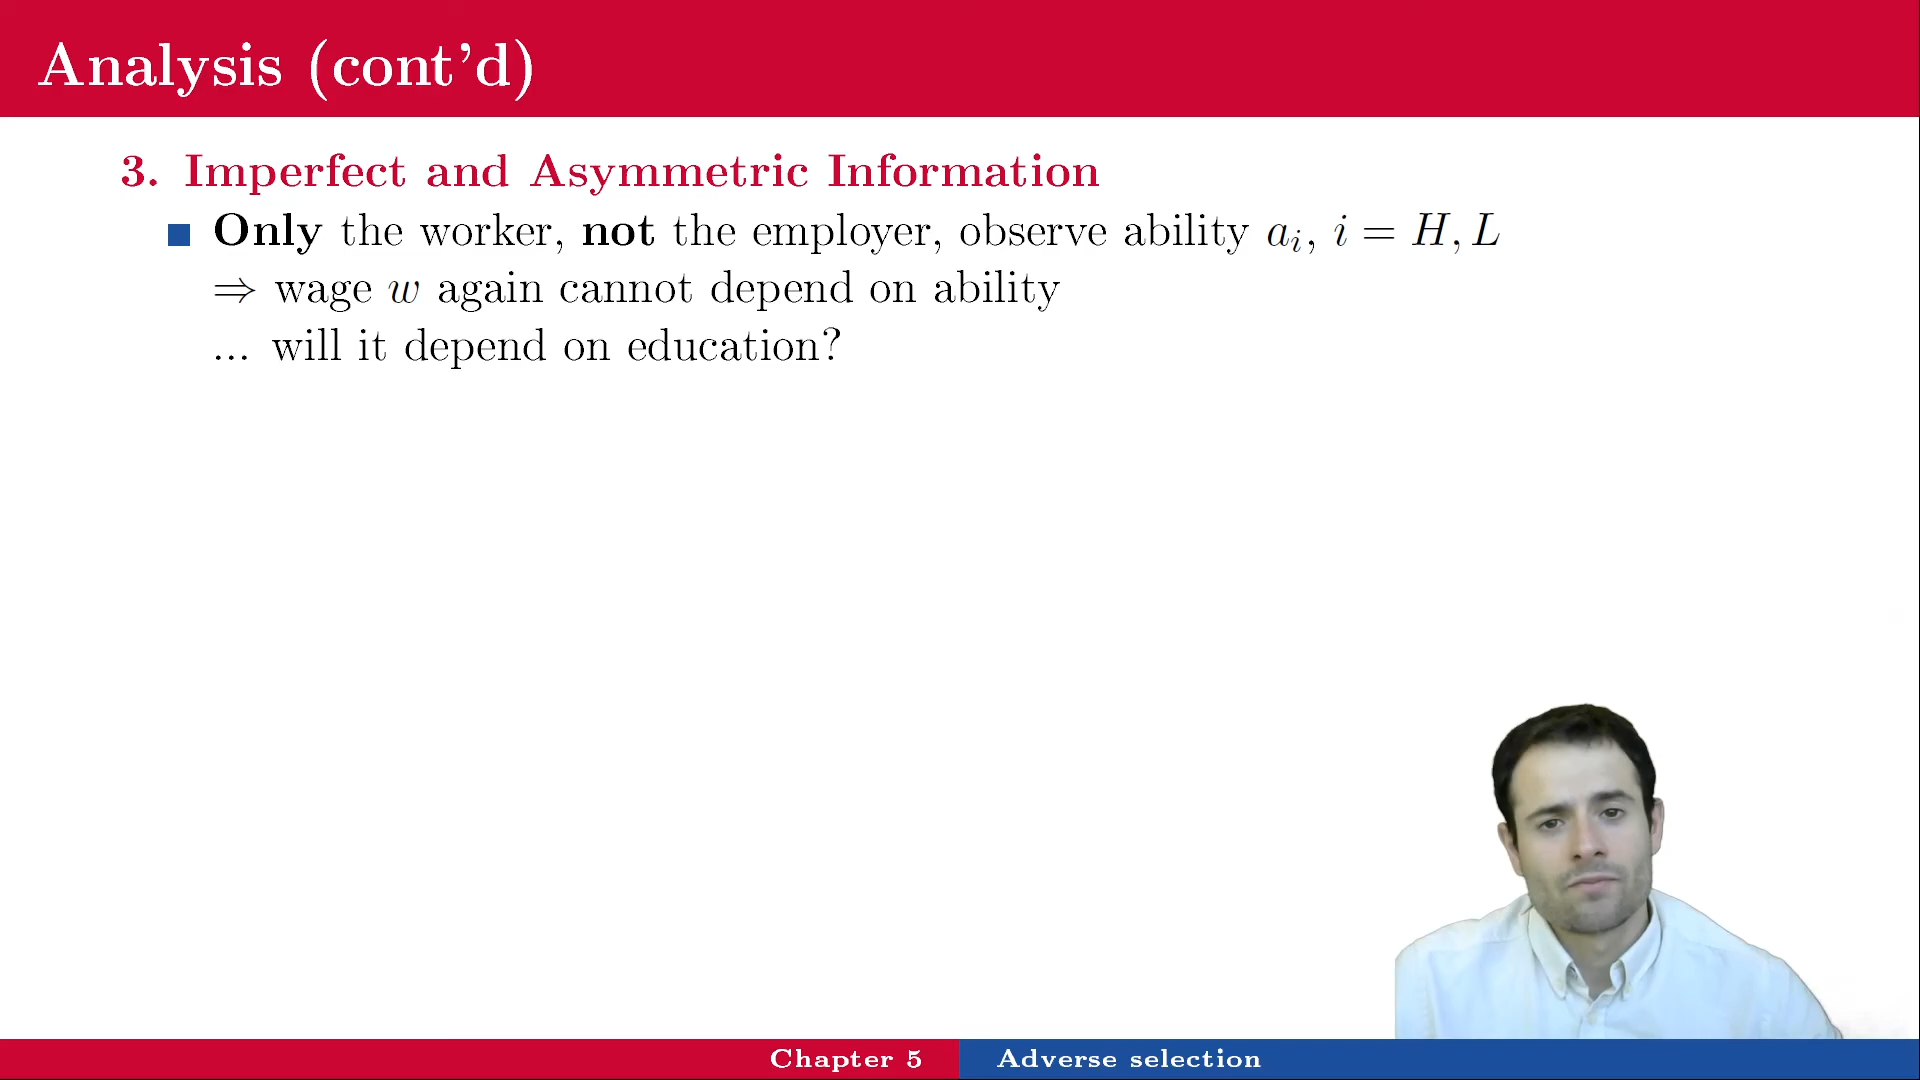 Analysis (cont'd)
3. Imperfect and Asymmetric Information
Only the worker, not the employer, observe ability aᵢ, i = H, L
⇒ wage w again cannot depend on ability
... will it depend on education?
Chapter 5
Adverse selection